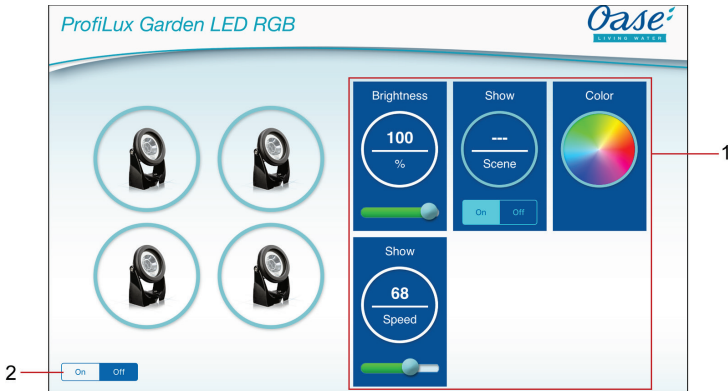 ProfiLux Garden LED RGB
Oase
LIVING WATER
Brightness
100
%
Show
---
Scene
On Off
Color
1
Show
68
Speed
2
On Off